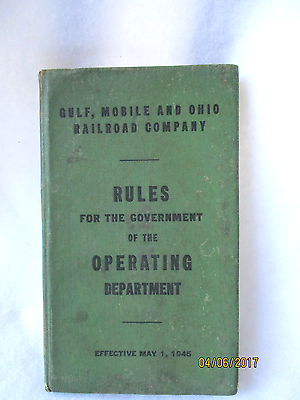 GULF, MOBILE AND OHIO
RAILROAD COMPANY
RULES
FOR THE GOVERNMENT
OF THE
OPERATING
DEPARTMENT
EFFECTIVE MAY 1, 1945
04/06/2017